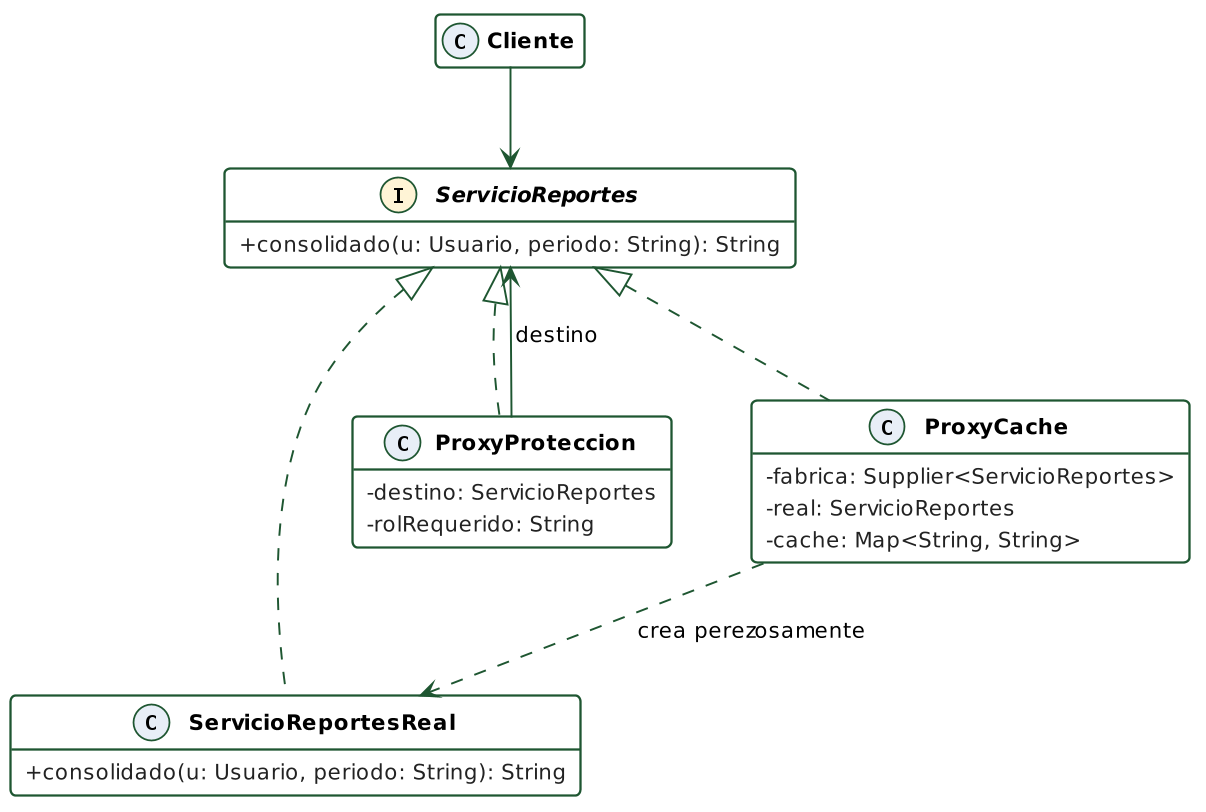 C Cliente
I ServicioReportes
+consolidado(u: Usuario, periodo: String): String
destino
C ProxyProteccion
-destino: ServicioReportes
-rolRequerido: String
C ProxyCache
-fabrica: Supplier<ServicioReportes>
-real: ServicioReportes
-cache: Map<String, String>
crea perezosamente
C ServicioReportesReal
+consolidado(u: Usuario, periodo: String): String